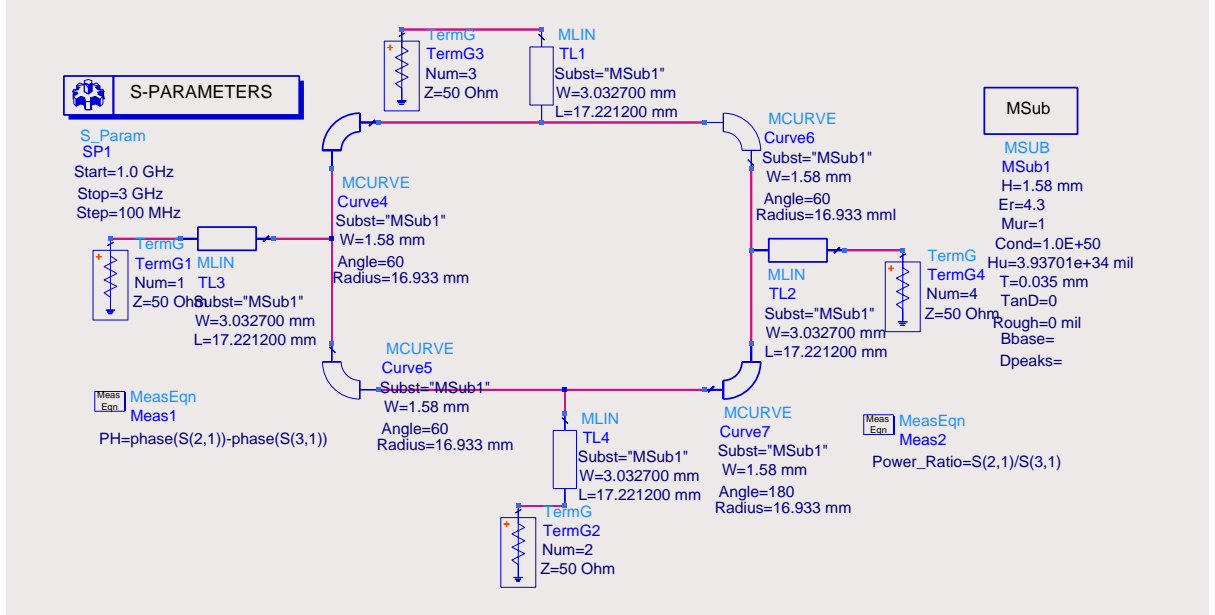 TermG
TermG3
Num=3
Z=50 Ohm
MLIN
TL1
Subst="MSub1"
W=3.032700 mm
L=17.221200 mm
S-PARAMETERS
S_Param
SP1
Start=1.0 GHz
Stop=3 GHz
Step=100 MHz
MCURVE
Curve4
Subst="MSub1"
W=1.58 mm
Angle=60
Radius=16.933 mm
MCURVE
Curve6
Subst="MSub1"
W=1.58 mm
Angle=60
Radius=16.933 mml
MSub
MSUB
MSub1
H=1.58 mm
Er=4.3
Mur=1
Cond=1.0E+50
Hu=3.93701e+34 mil
T=0.035 mm
TanD=0
Rough=0 mil
Bbase=
Dpeaks=
TermG
TermG1
Num=1
Z=50 Ohm
MLIN
TL3
Subst="MSub1"
W=3.032700 mm
L=17.221200 mm
MLIN
TL2
Subst="MSub1"
W=3.032700 mm
L=17.221200 mm
TermG
TermG4
Num=4
Z=50 Ohm
MCURVE
Curve5
Subst="MSub1"
W=1.58 mm
Angle=60
Radius=16.933 mm
Meas
Eqn
MeasEqn
Meas1
PH=phase(S(2,1))-phase(S(3,1))
MLIN
TL4
Subst="MSub1"
W=3.032700 mm
L=17.221200 mm
MCURVE
Curve7
Subst="MSub1"
W=1.58 mm
Angle=180
Radius=16.933 mm
Meas
Eqn
MeasEqn
Meas2
Power_Ratio=S(2,1)/S(3,1)
TermG
TermG2
Num=2
Z=50 Ohm